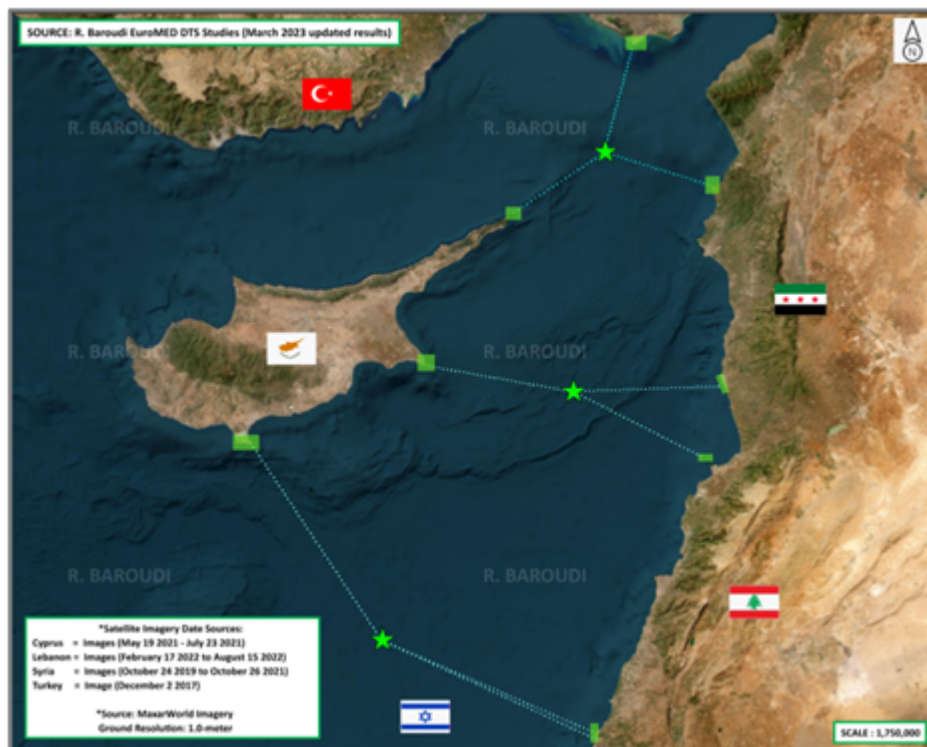 SOURCE: R. Baroudi EuroMED DTS Studies (March 2023 updated results)
N
R. BAROUDI
R. BAROUDI
R. BAROUDI
R. BAROUDI
R. BAROUDI
R. BAROUDI
*Satellite Imagery Date Sources:
Cyprus = Images (May 19 2021 - July 23 2021)
Lebanon = Images (February 17 2022 to August 15 2022)
Syria = Images (October 24 2019 to October 26 2021)
Turkey = Image (December 2 2017)
*Source: MaxarWorld Imagery
Ground Resolution: 1.0-meter
SCALE : 1,750,000